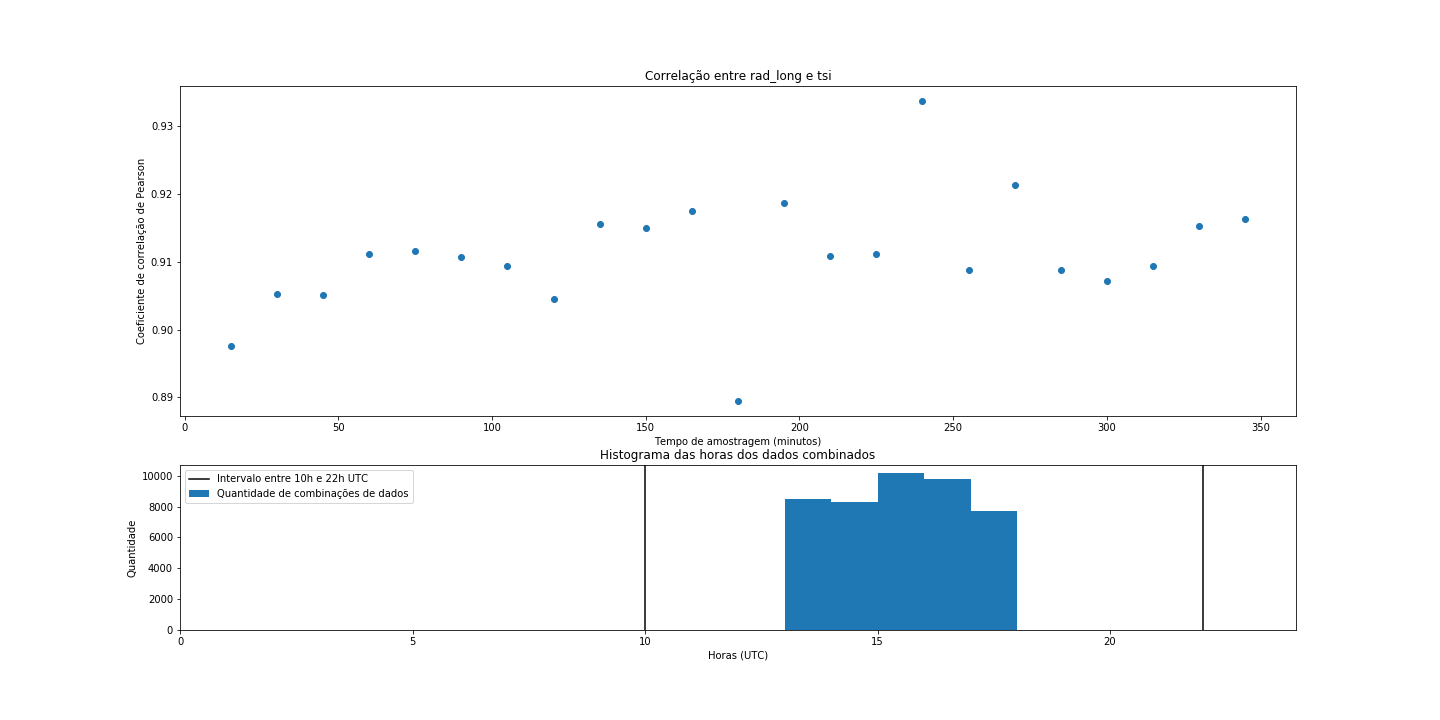 Correlação entre rad_long e tsi
Coeficiente de correlação de Pearson
0.93
0.92
0.91
0.90
0.89
0 50 100 150 200 250 300 350
Tempo de amostragem (minutos)
Histograma das horas dos dados combinados
Quantidade
10000
8000
6000
4000
2000
0
Intervalo entre 10h e 22h UTC
Quantidade de combinações de dados
0 5 10 15 20
Horas (UTC)